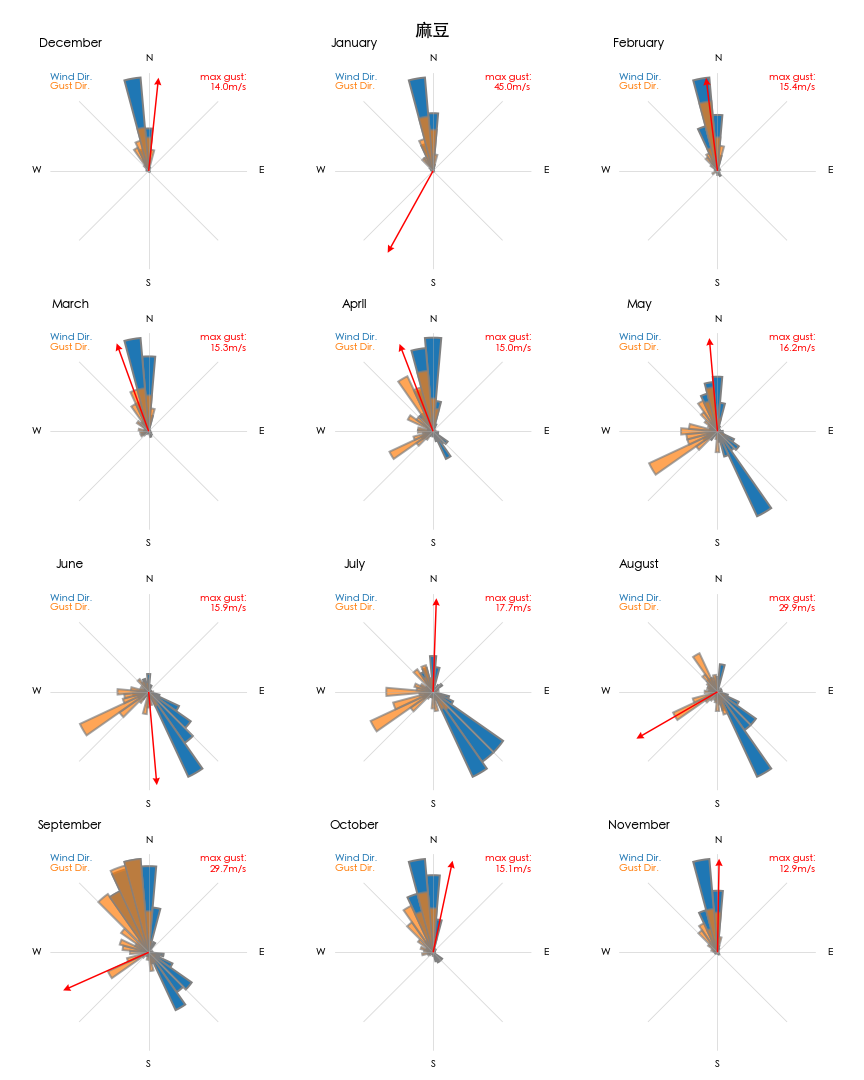 麻豆
December
N
Wind Dir.
Gust Dir.
max gust:
14.0m/s
W
E
S
January
N
Wind Dir.
Gust Dir.
max gust:
45.0m/s
W
E
S
February
N
Wind Dir.
Gust Dir.
max gust:
15.4m/s
W
E
S
March
N
Wind Dir.
Gust Dir.
max gust:
15.3m/s
W
E
S
April
N
Wind Dir.
Gust Dir.
max gust:
15.0m/s
W
E
S
May
N
Wind Dir.
Gust Dir.
max gust:
16.2m/s
W
E
S
June
N
Wind Dir.
Gust Dir.
max gust:
15.9m/s
W
E
S
July
N
Wind Dir.
Gust Dir.
max gust:
17.7m/s
W
E
S
August
N
Wind Dir.
Gust Dir.
max gust:
29.9m/s
W
E
S
September
N
Wind Dir.
Gust Dir.
max gust:
29.7m/s
W
E
S
October
N
Wind Dir.
Gust Dir.
max gust:
15.1m/s
W
E
S
November
N
Wind Dir.
Gust Dir.
max gust:
12.9m/s
W
E
S